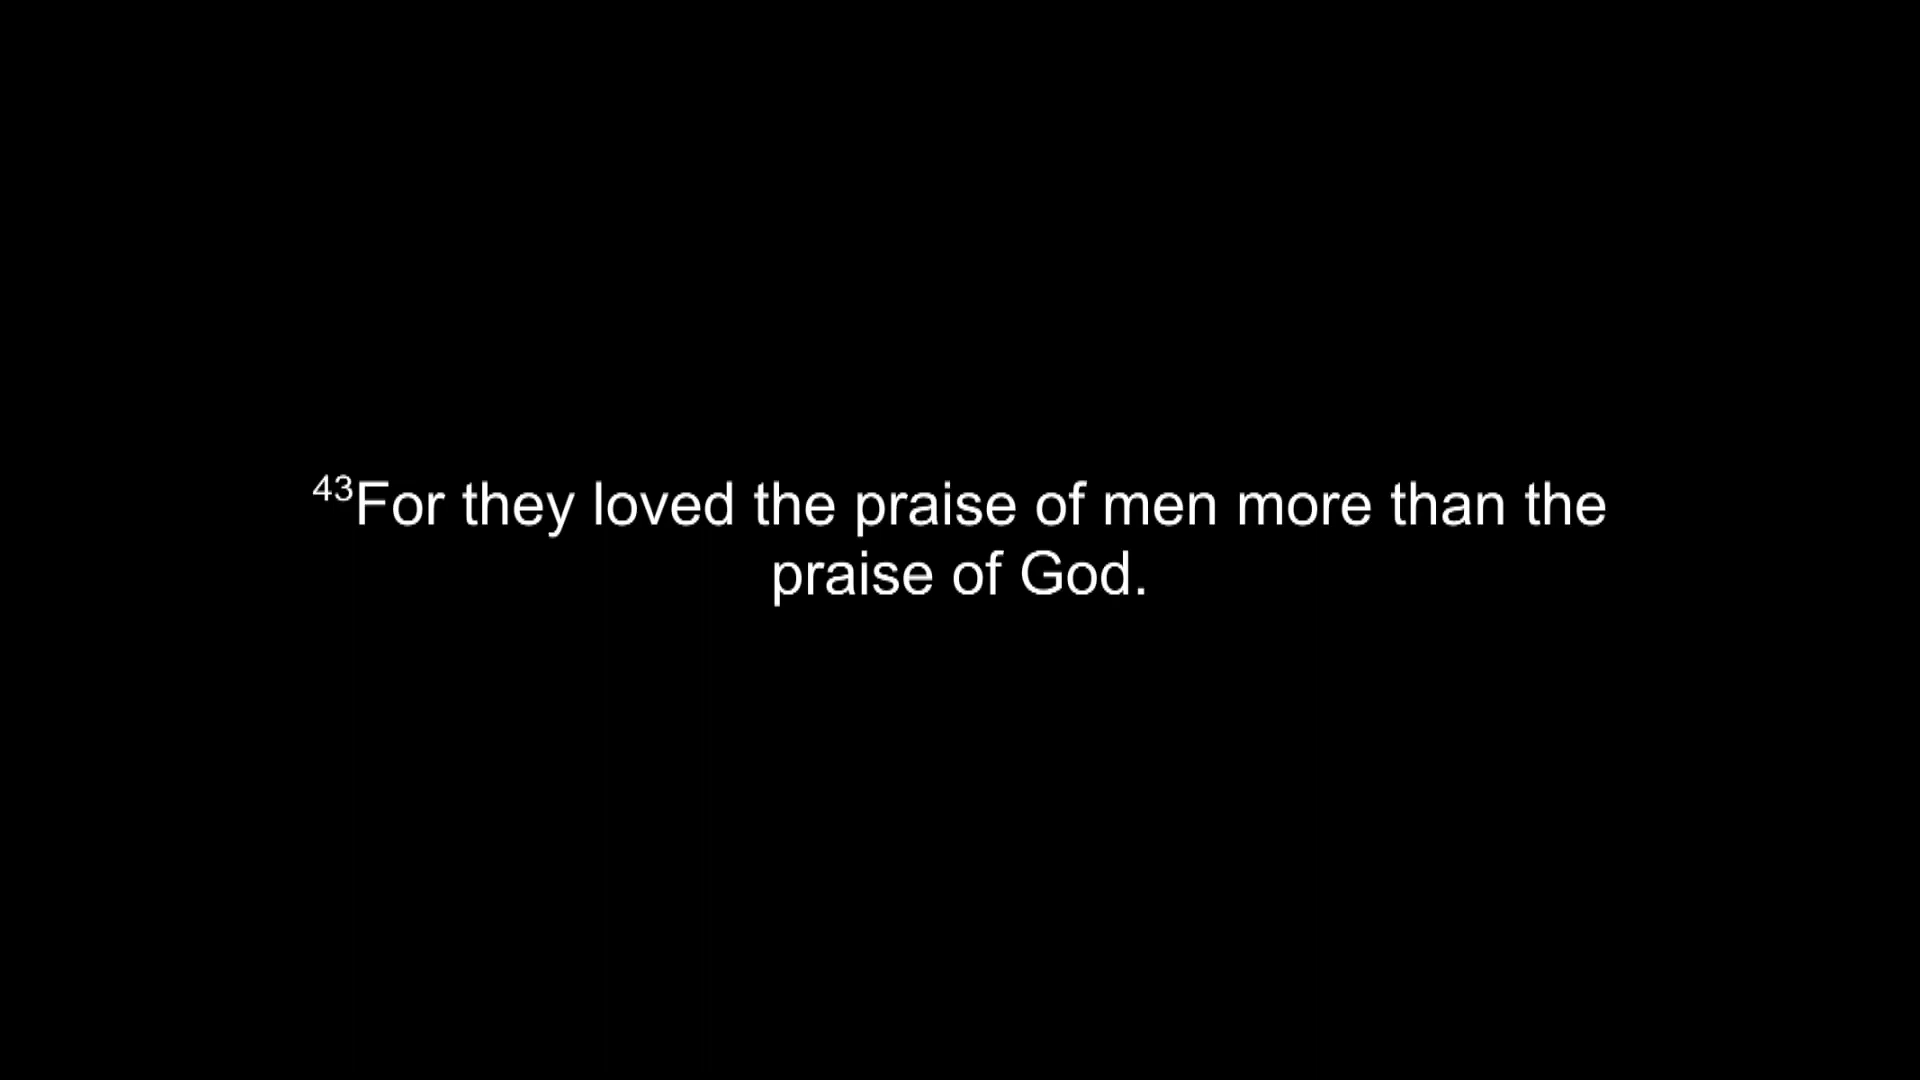 43For they loved the praise of men more than the
praise of God.